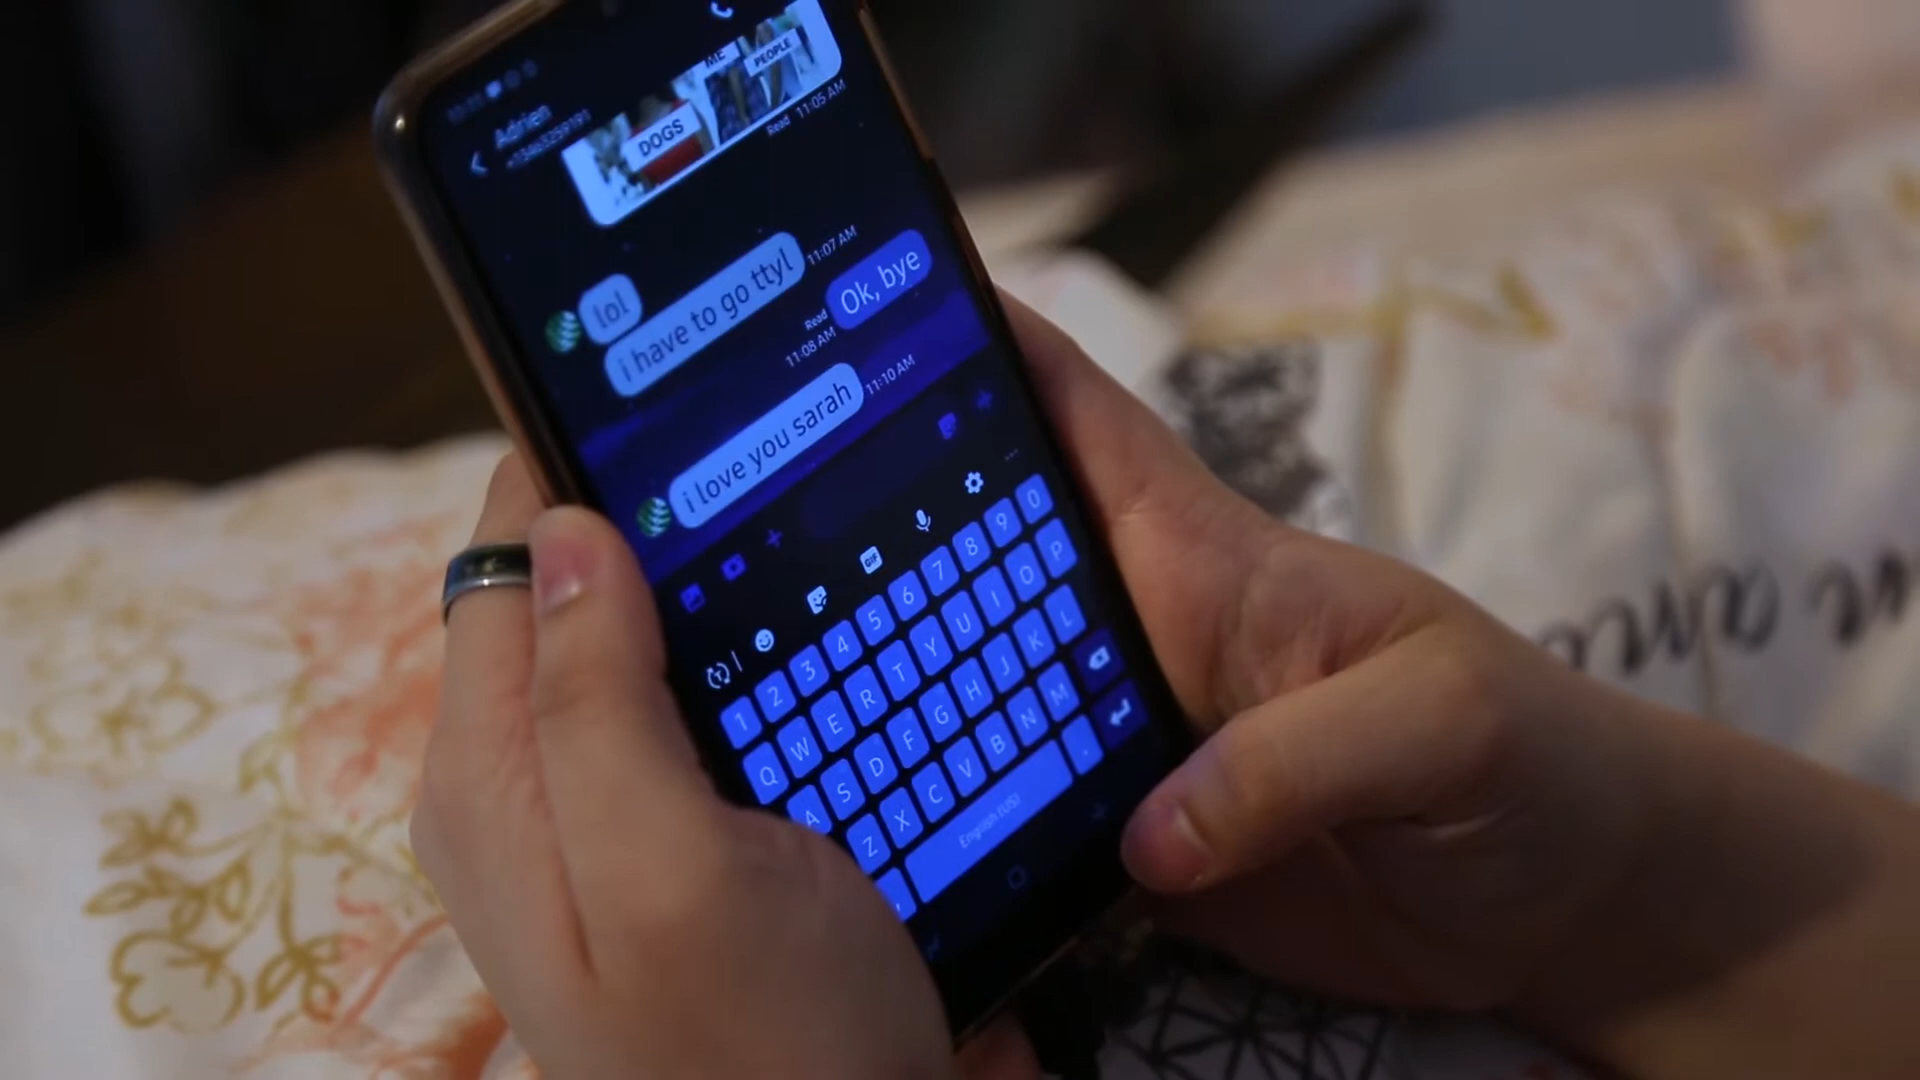 Adrien
ME
PEOPLE
DOGS
Read 11:05 AM
lol
i have to go ttyl
11:07 AM
Ok, bye
Read
11:08 AM
i love you sarah
11:10 AM
GIF
1 2 3 4 5 6 7 8 9 0
Q W E R T Y U I O P
A S D F G H J K L
Z X C V B N M
, English (US) .